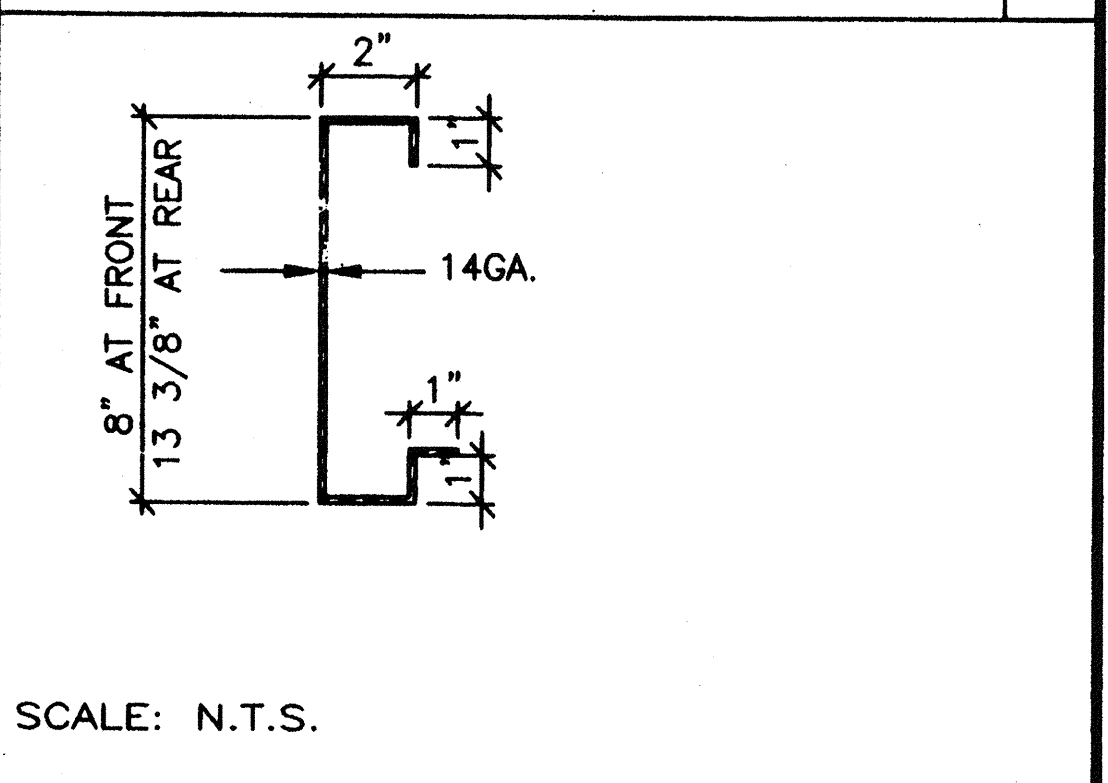 2"
1"
8" AT FRONT
13 3/8" AT REAR
14GA.
1"
1"
SCALE: N.T.S.